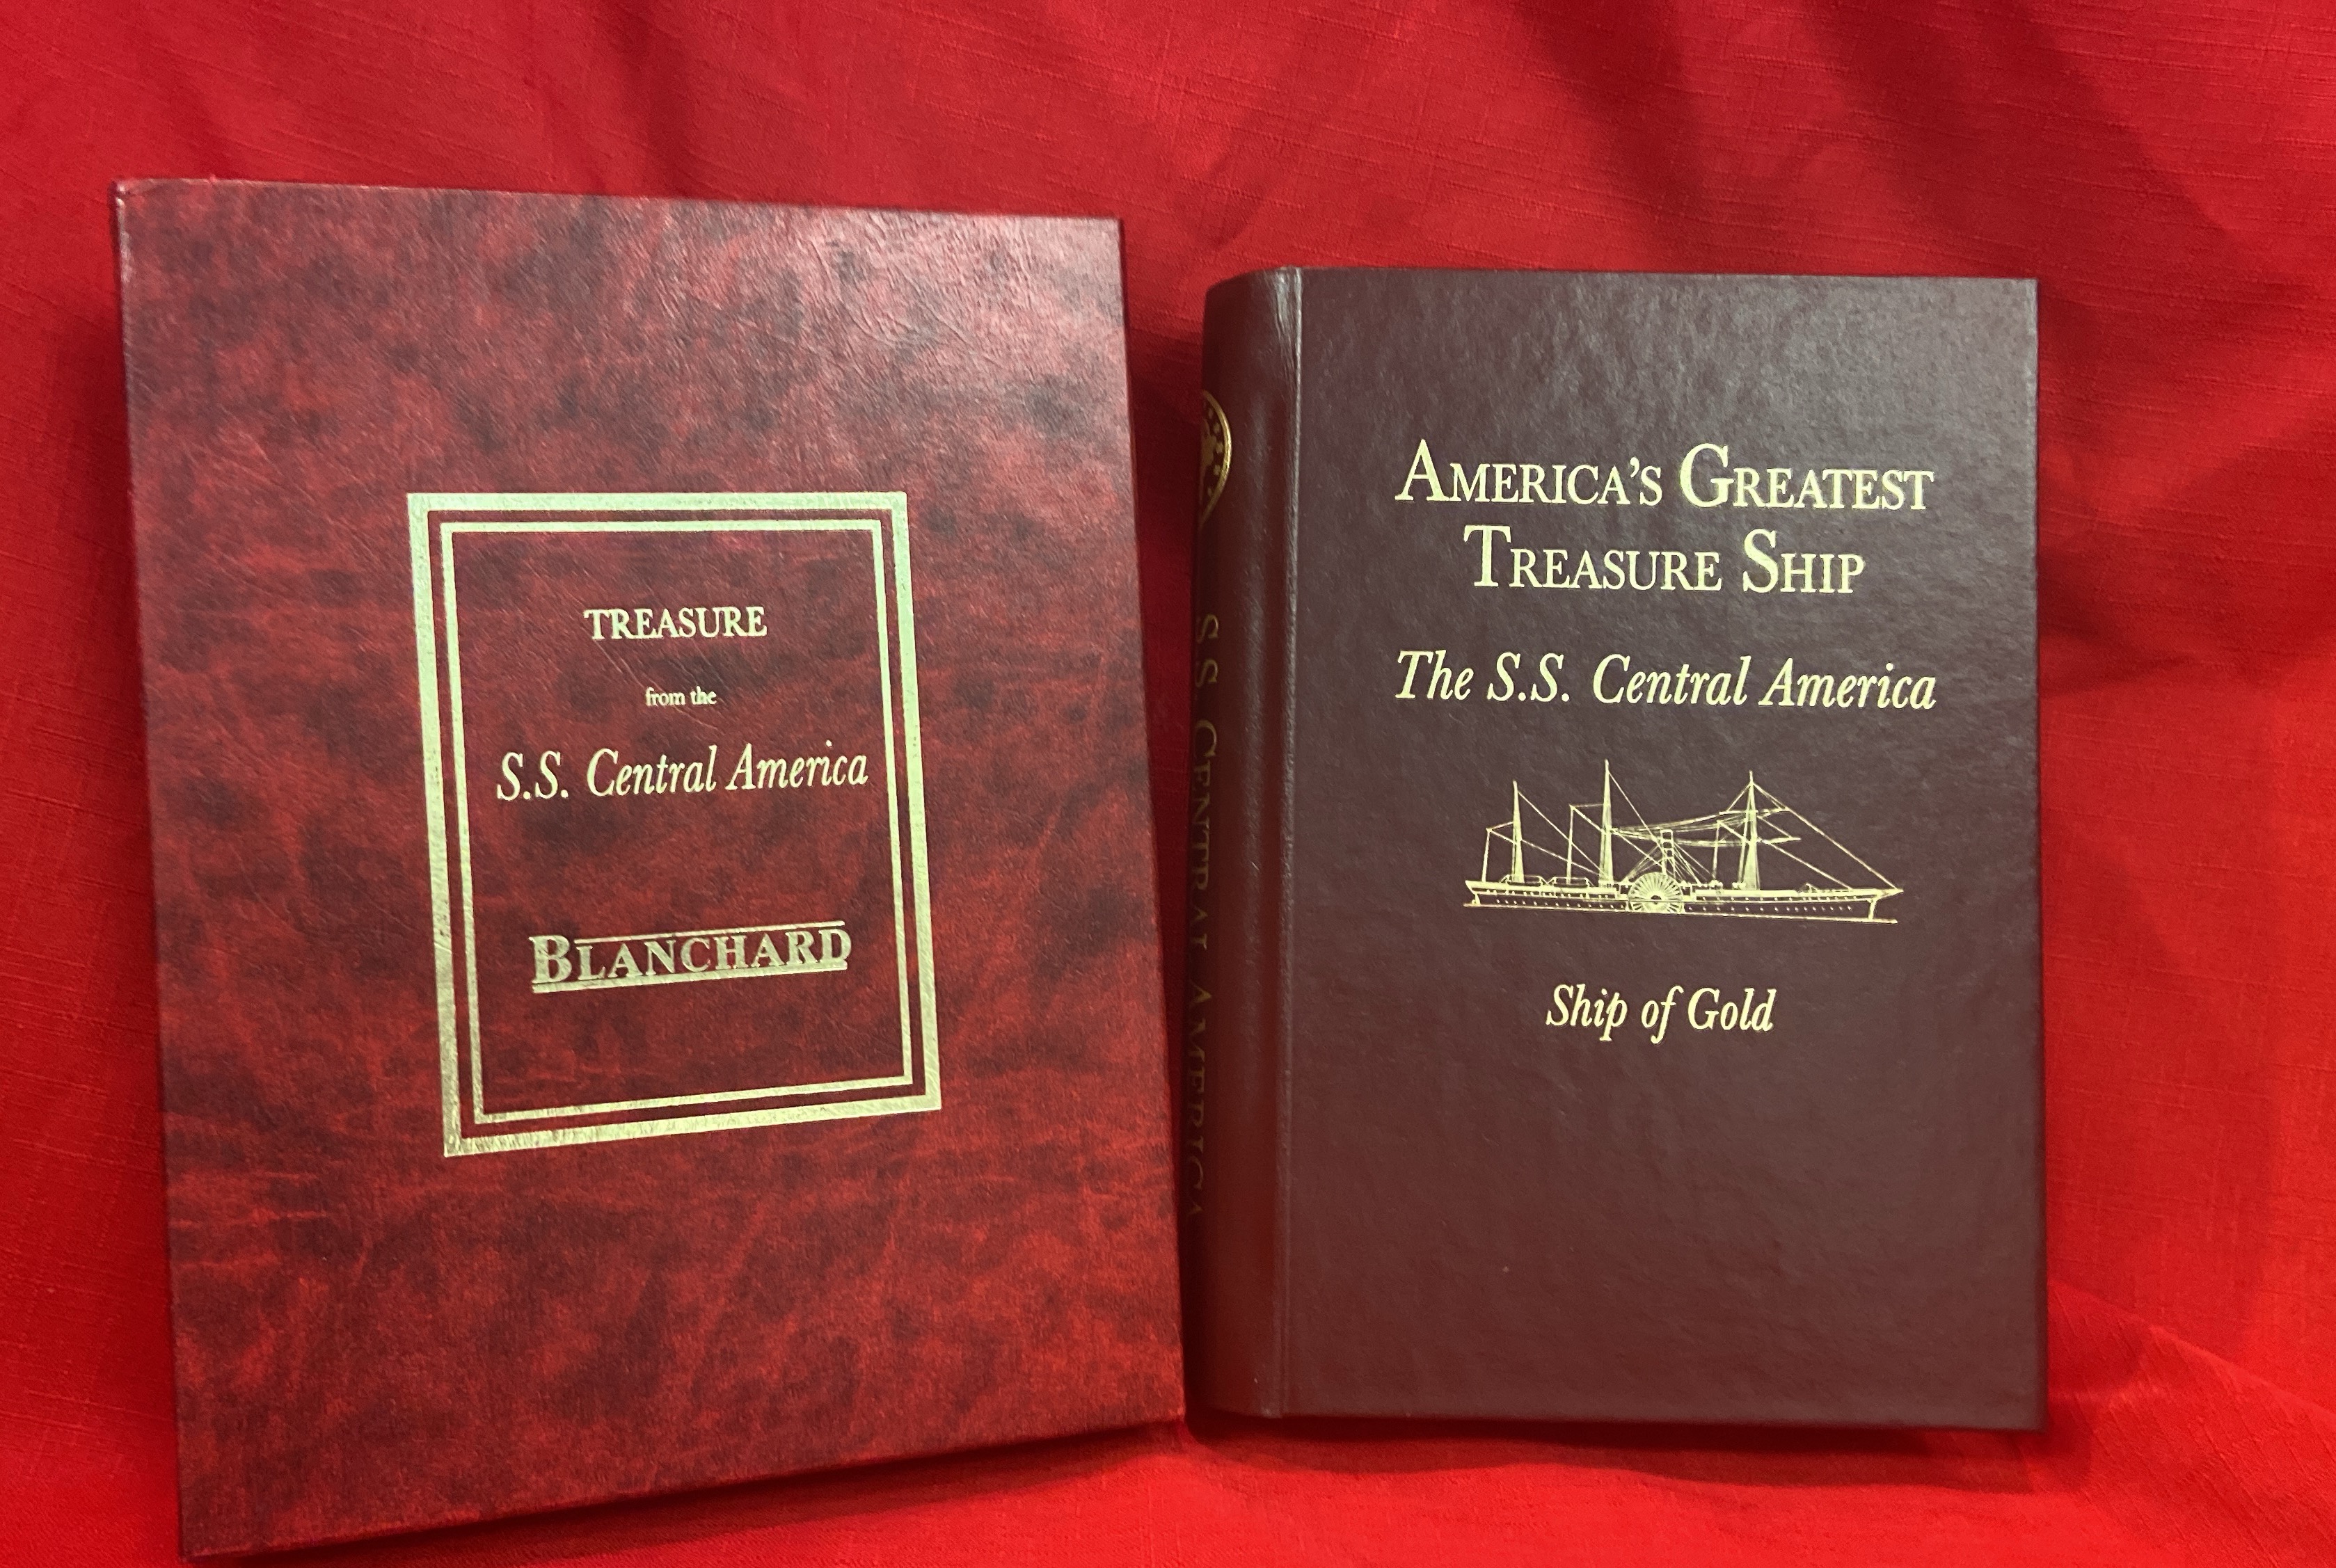 TREASURE
from the
S.S. Central America
BLANCHARD
S.S. CENTRAL AMERICA
AMERICA'S GREATEST
TREASURE SHIP
The S.S. Central America
Ship of Gold